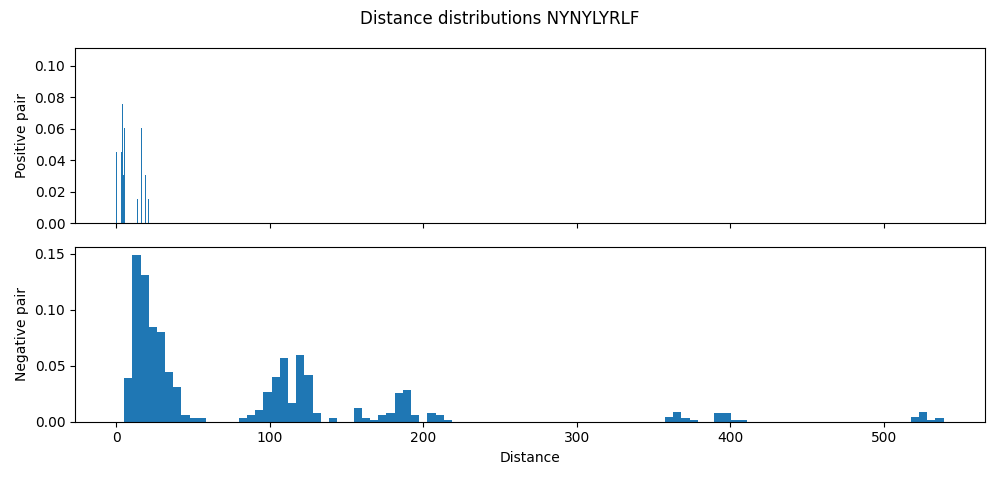 Distance distributions NYNYLYRLF
Positive pair
0.10
0.08
0.06
0.04
0.02
0.00
Negative pair
0.15
0.10
0.05
0.00
0 100 200 300 400 500
Distance